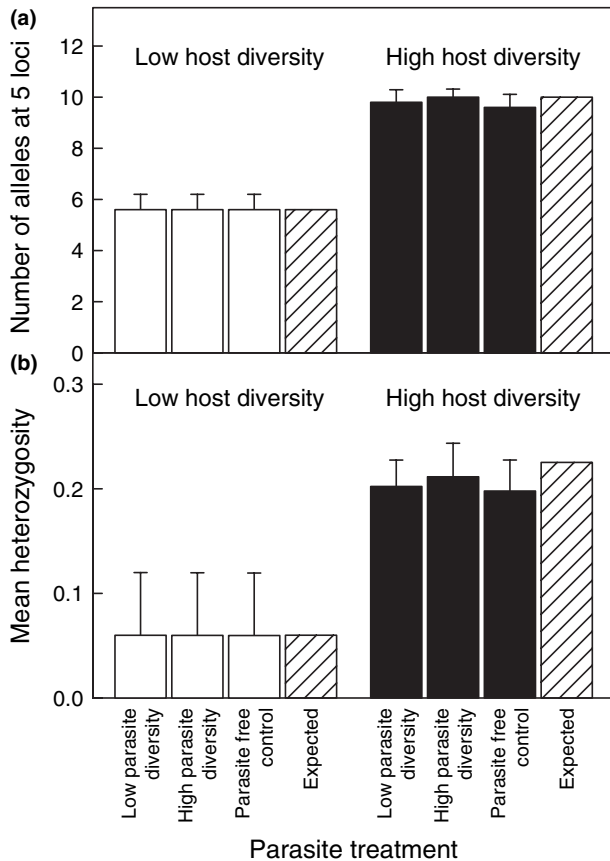 (a)
Number of alleles at 5 loci
12
10
8
6
4
2
0
Low host diversity
High host diversity
(b)
Mean heterozygosity
0.3
0.2
0.1
0.0
Low host diversity
High host diversity
Low parasite
diversity
High parasite
diversity
Parasite free
control
Expected
Low parasite
diversity
High parasite
diversity
Parasite free
control
Expected
Parasite treatment